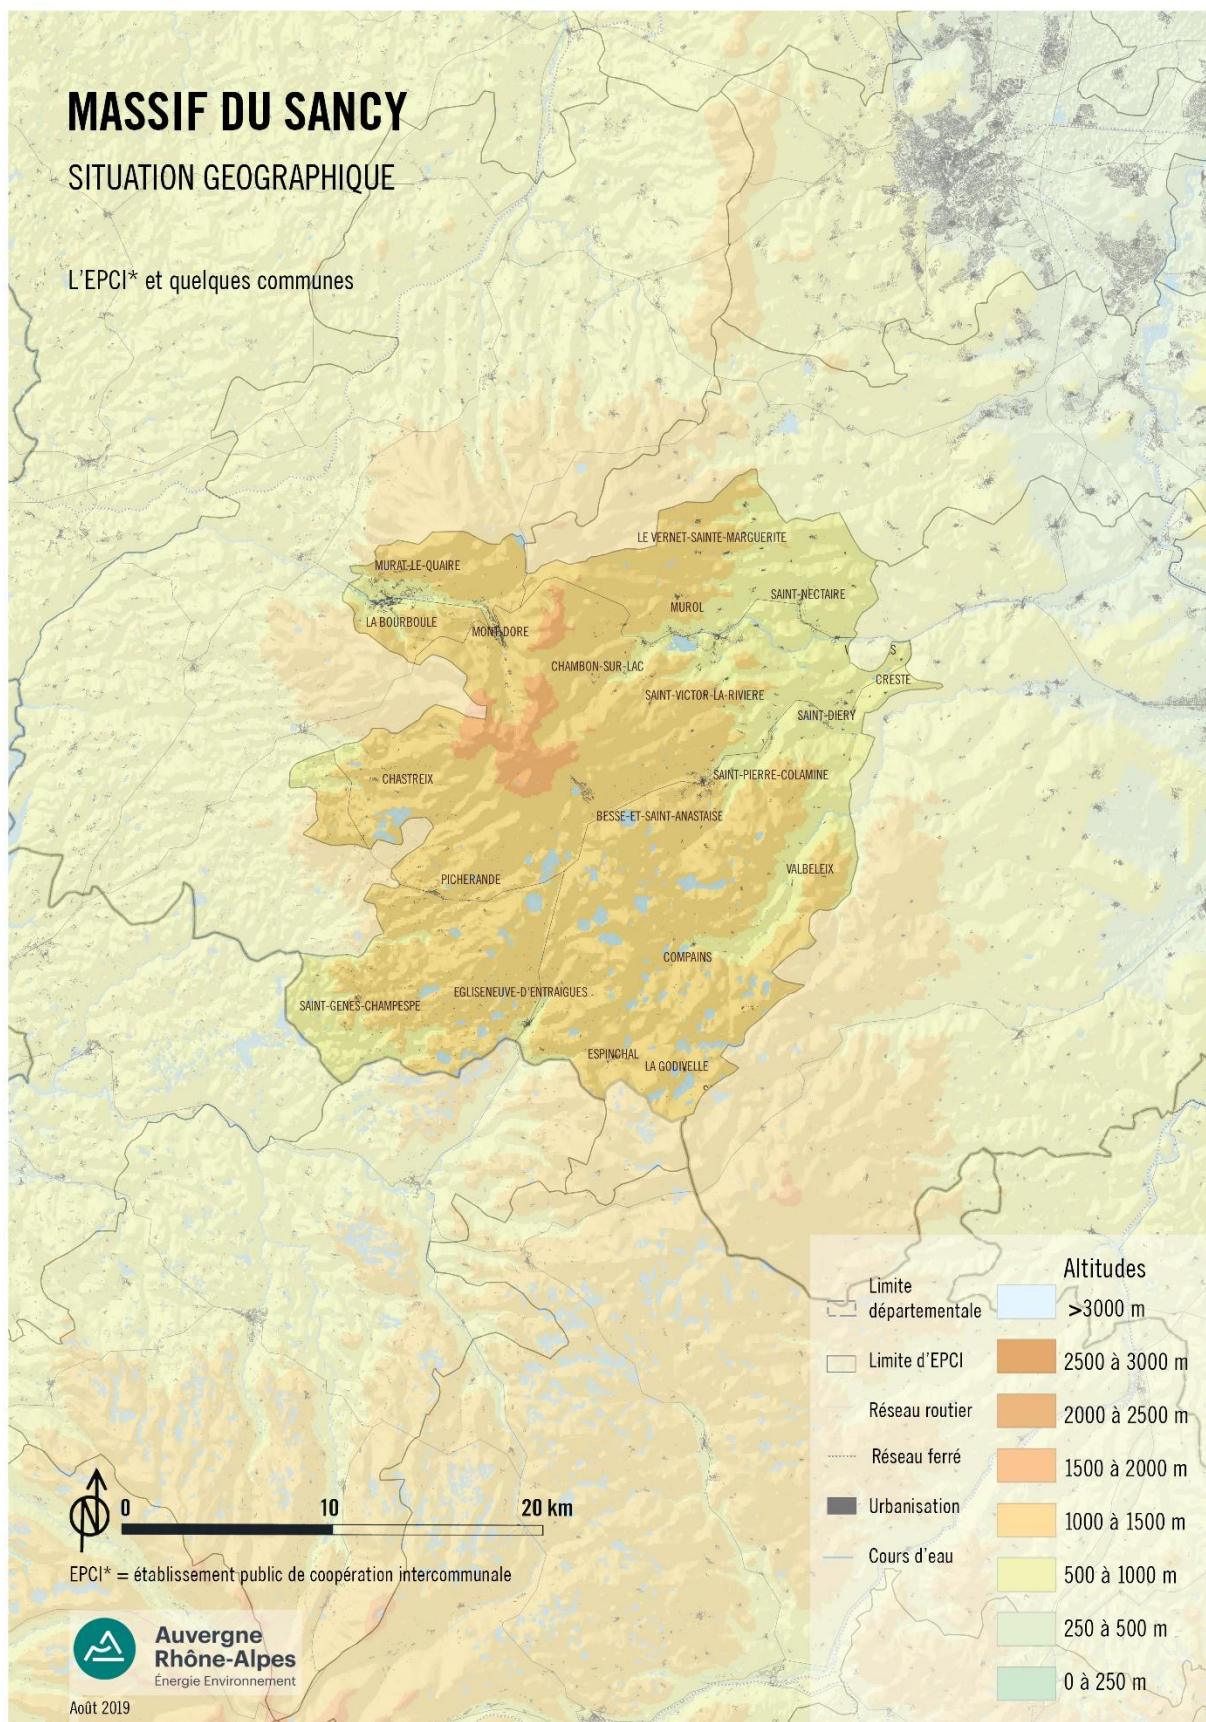 MASSIF DU SANCY
SITUATION GEOGRAPHIQUE
L'EPCI* et quelques communes
LE VERNET-SAINTE-MARGUERITE
MURAT-LE-QUAIRE
SAINT-NECTAIRE
MUROL
LA BOURBOULE
MONT-DORE
I S
CHAMBON-SUR-LAC
CRESTE
SAINT-VICTOR-LA-RIVIERE
SAINT-DIERY
CHASTREIX
SAINT-PIERRE-COLAMINE
BESSE-ET-SAINT-ANASTAISE
VALBELEIX
PICHERANDE
COMPAINS
EGLISENEUVE-D'ENTRAIGUES
SAINT-GENES-CHAMPESPE
ESPINCHAL
LA GODIVELLE
Limite
départementale
Limite d'EPCI
Réseau routier
Réseau ferré
Urbanisation
Cours d'eau
Altitudes
>3000 m
2500 à 3000 m
2000 à 2500 m
1500 à 2000 m
1000 à 1500 m
500 à 1000 m
250 à 500 m
0 à 250 m
N
0 10 20 km
EPCI* = établissement public de coopération intercommunale
Auvergne
Rhône-Alpes
Énergie Environnement
Août 2019